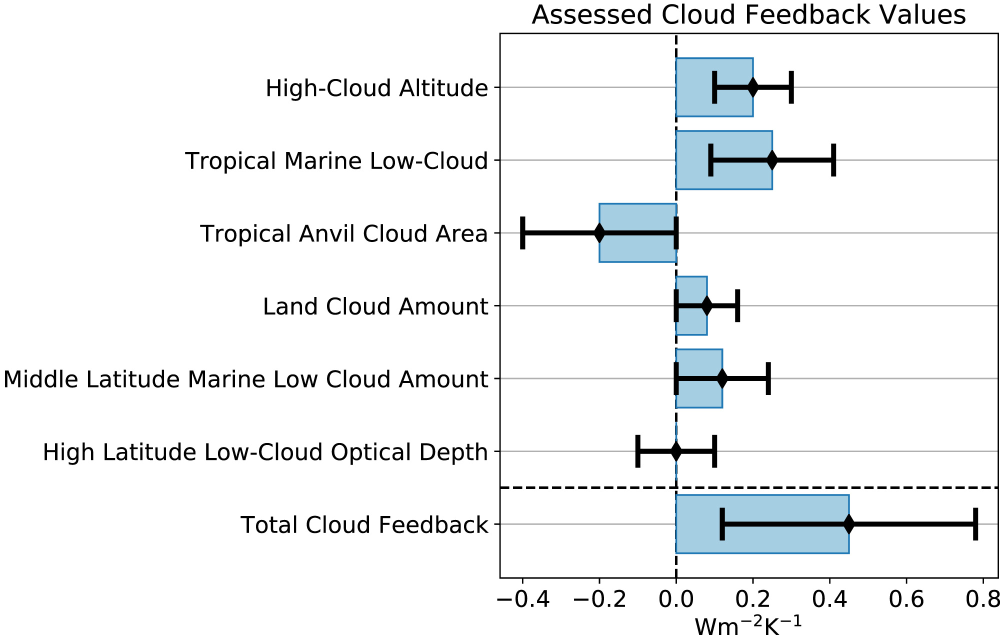 Assessed Cloud Feedback Values
High-Cloud Altitude
Tropical Marine Low-Cloud
Tropical Anvil Cloud Area
Land Cloud Amount
Middle Latitude Marine Low Cloud Amount
High Latitude Low-Cloud Optical Depth
Total Cloud Feedback
−0.4 −0.2 0.0 0.2 0.4 0.6 0.8
Wm⁻²K⁻¹